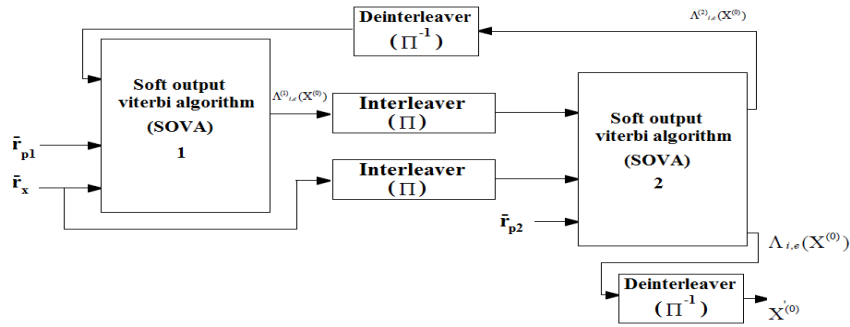 Deinterleaver
(Π⁻¹)
Λ⁽²⁾ᵢ,ₑ(X⁽⁰⁾)
Soft output
viterbi algorithm
(SOVA)
1
Λ⁽¹⁾ᵢ,ₑ(X⁽⁰⁾)
Interleaver
(Π)
Soft output
viterbi algorithm
(SOVA)
2
r̄p1
r̄x
Interleaver
(Π)
r̄p2
Λᵢ,ₑ(X⁽⁰⁾)
Deinterleaver
(Π⁻¹)
X'⁽⁰⁾